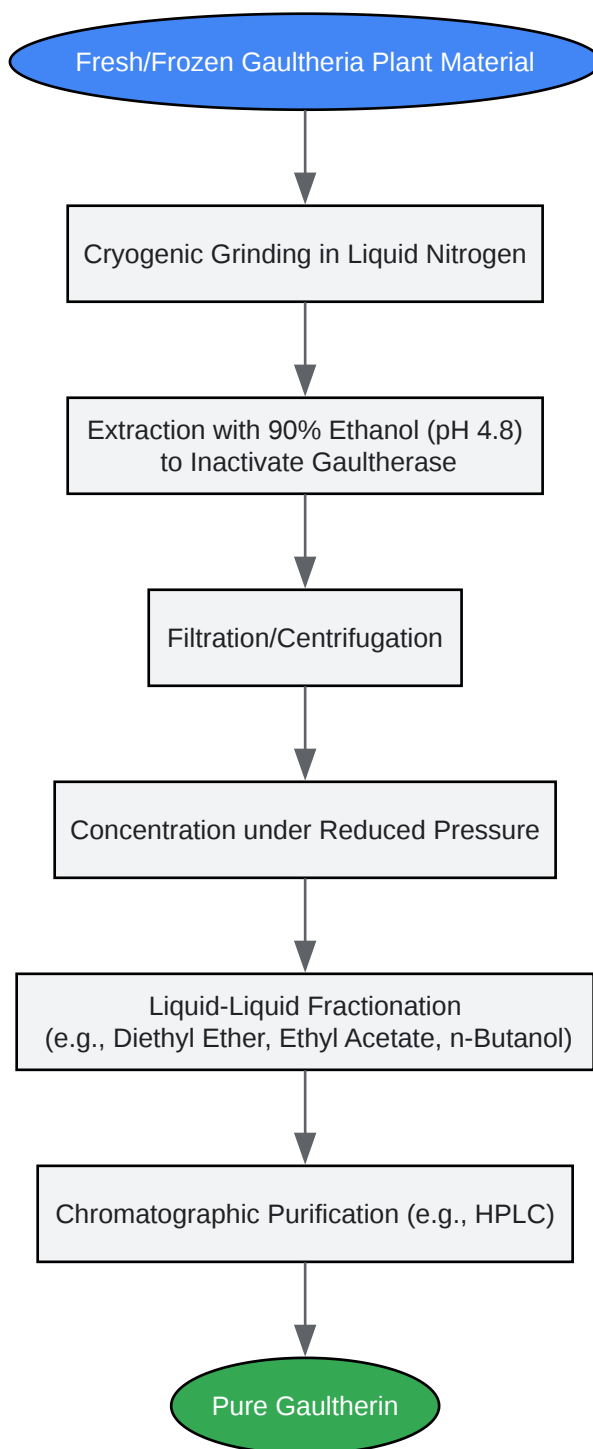 Fresh/Frozen Gaultheria Plant Material
Cryogenic Grinding in Liquid Nitrogen
Extraction with 90% Ethanol (pH 4.8)
to Inactivate Gaultherase
Filtration/Centrifugation
Concentration under Reduced Pressure
Liquid-Liquid Fractionation
(e.g., Diethyl Ether, Ethyl Acetate, n-Butanol)
Chromatographic Purification (e.g., HPLC)
Pure Gaultherin